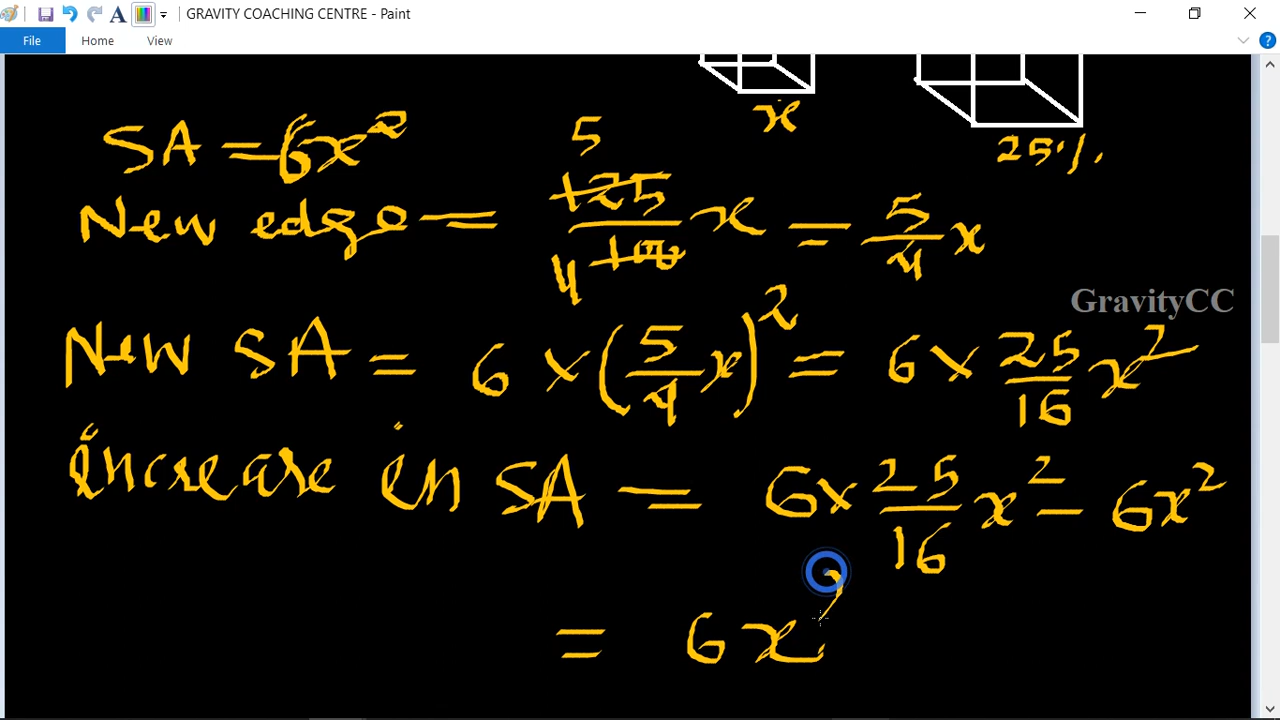 GRAVITY COACHING CENTRE - Paint
File Home View
x
25%
SA = 6x²
5
New edge = 125/100 x = 5/4 x
4
GravityCC
New SA = 6 × (5/4 x)² = 6 × 25/16 x²
increase in SA = 6 × 25/16 x² - 6x²
= 6x